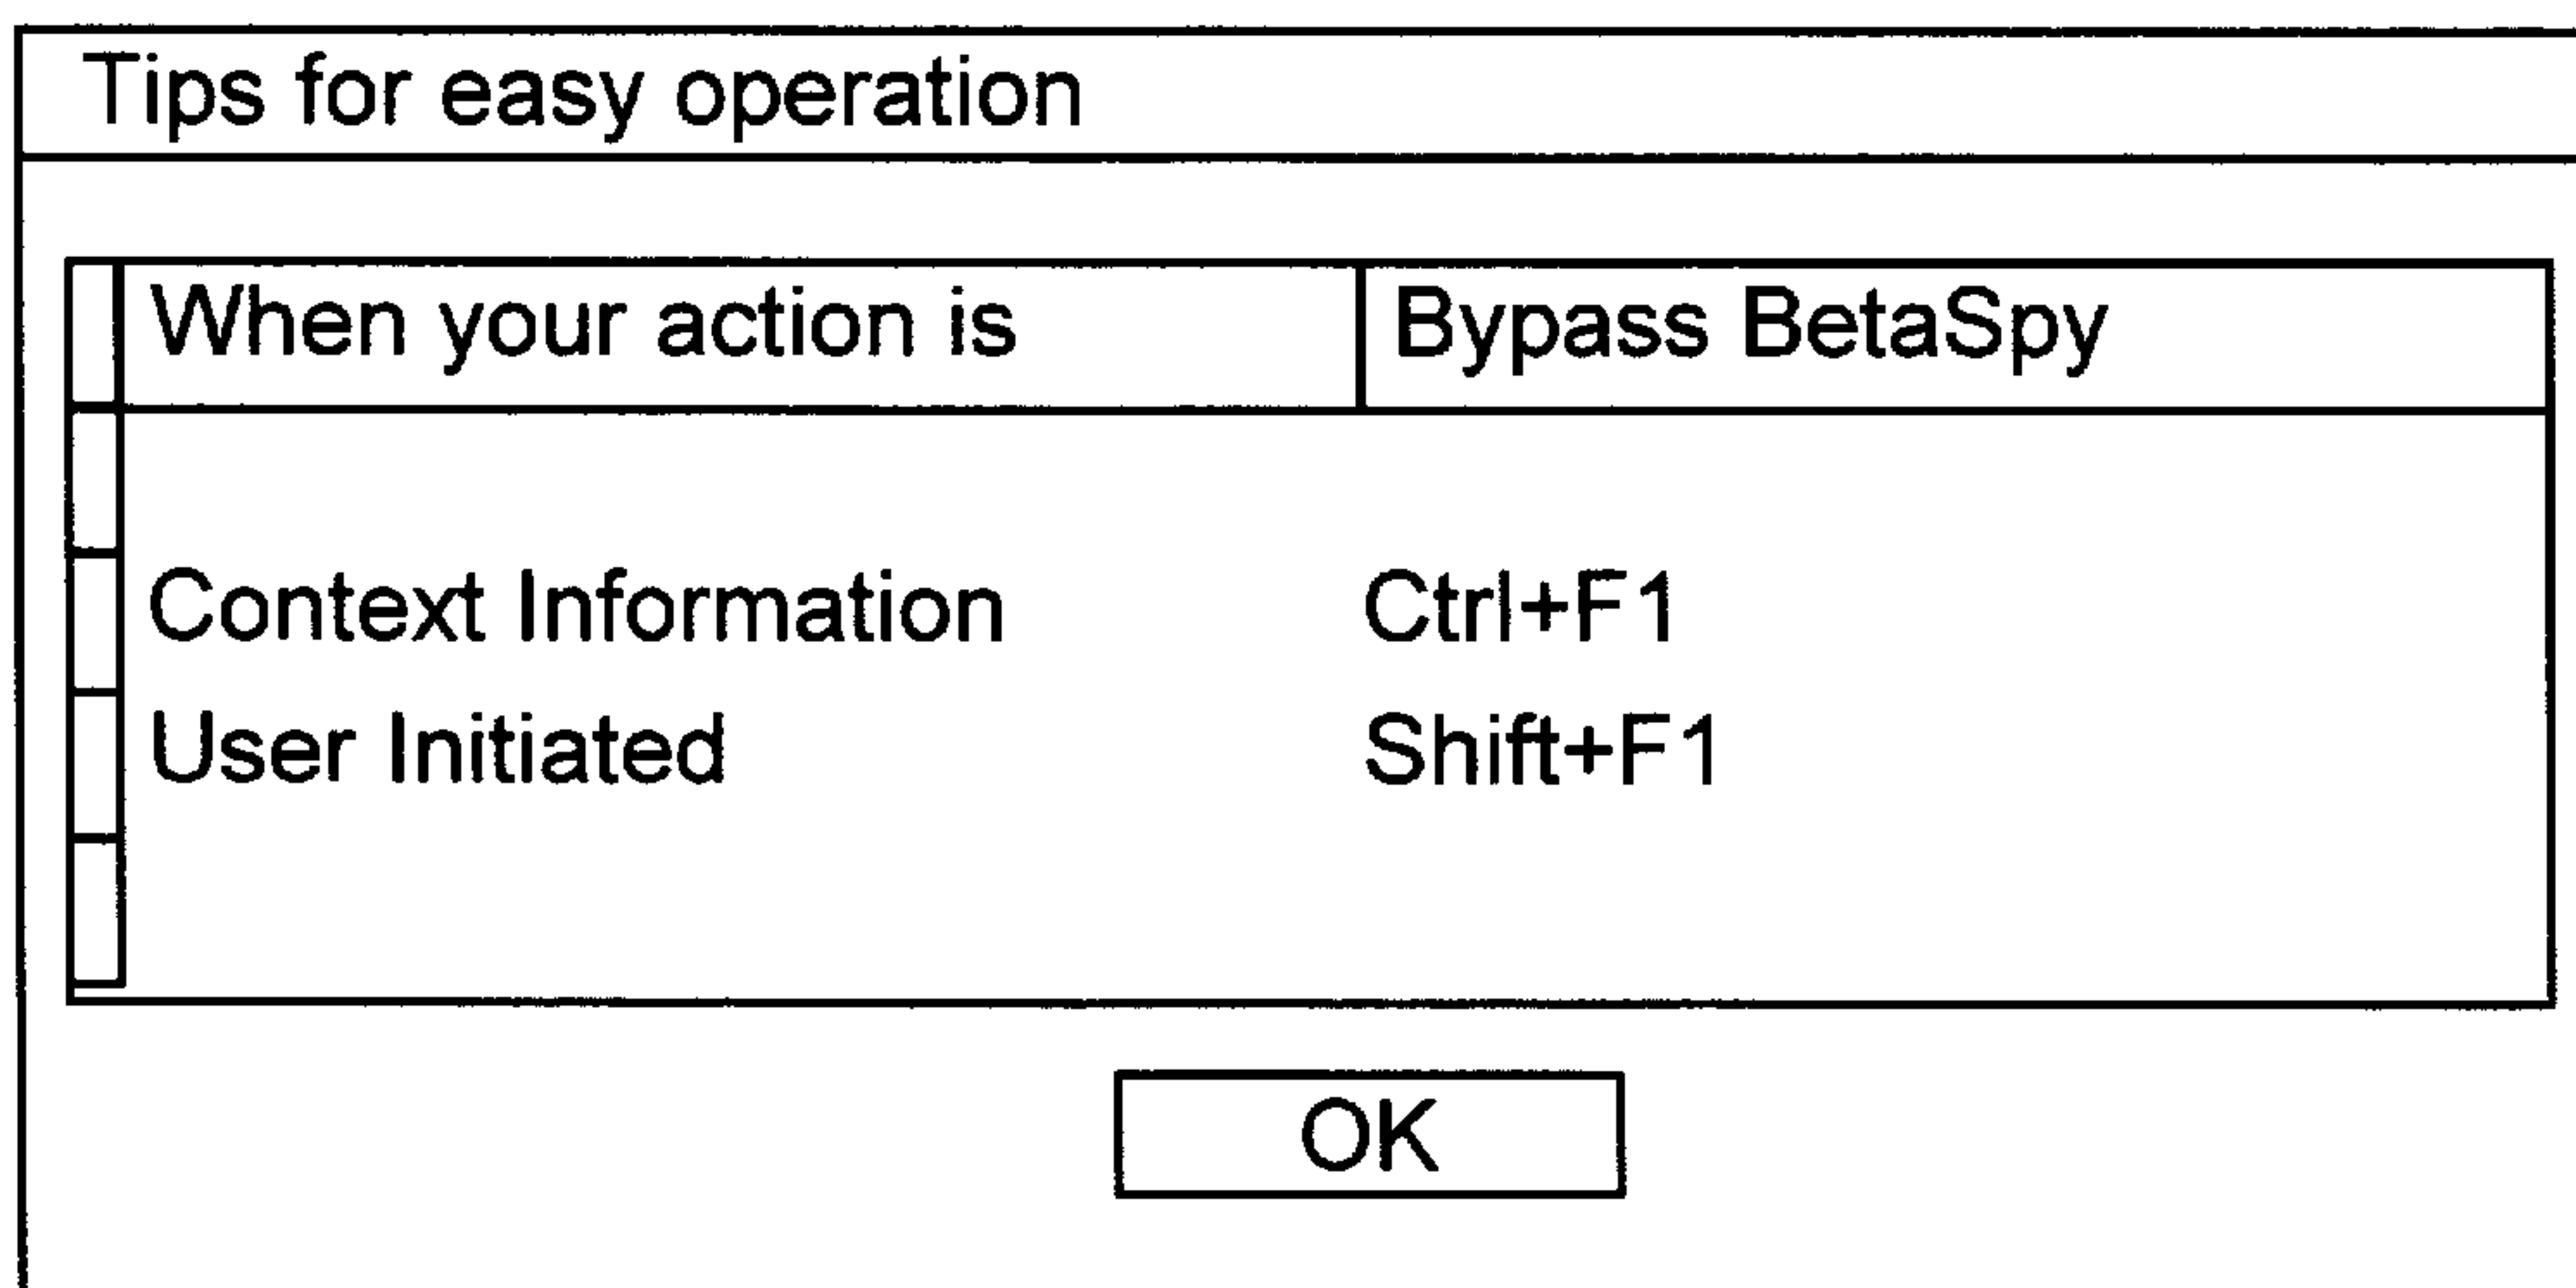 Tips for easy operation
When your action is Bypass BetaSpy
Context Information Ctrl+F1
User Initiated Shift+F1
OK